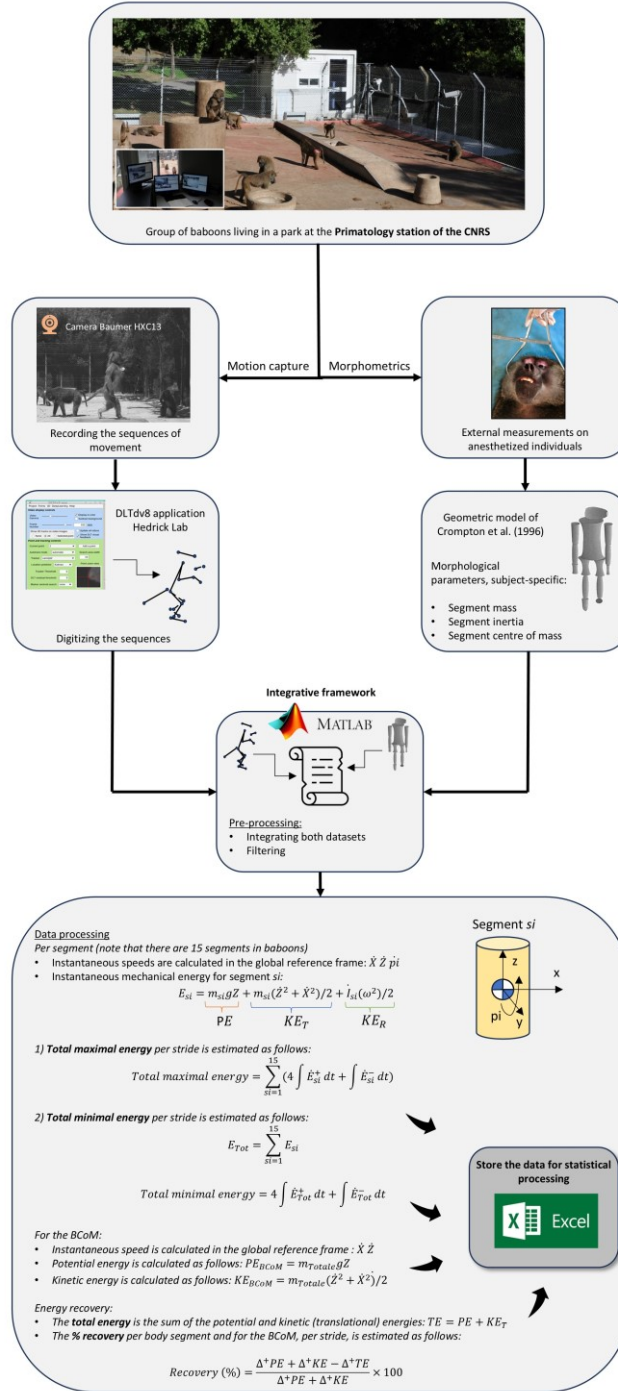 Group of baboons living in a park at the Primatology station of the CNRS
Camera Baumer HXC13
Recording the sequences of
movement
Motion capture
Morphometrics
External measurements on
anesthetized individuals
DLTdv8 application
Hedrick Lab
Digitizing the sequences
Geometric model of
Crompton et al. (1996)
Morphological
parameters, subject-specific:
• Segment mass
• Segment inertia
• Segment centre of mass
Integrative framework
MATLAB
Pre-processing:
• Integrating both datasets
• Filtering
Data processing
Per segment (note that there are 15 segments in baboons)
• Instantaneous speeds are calculated in the global reference frame: Ẋ Ż ṗi
• Instantaneous mechanical energy for segment si:
E_si = m_si gZ + m_si(Ż² + Ẋ²)/2 + İ_si(ω²)/2
PE KE_T KE_R
Segment si
z
x
pi
y
1) Total maximal energy per stride is estimated as follows:
Total maximal energy = ∑_{si=1}^{15} (4 ∫ Ė_si^+ dt + ∫ Ė_si^- dt)
2) Total minimal energy per stride is estimated as follows:
E_Tot = ∑_{si=1}^{15} E_si
Total minimal energy = 4 ∫ Ė_Tot^+ dt + ∫ Ė_Tot^- dt
Store the data for statistical
processing
X Excel
For the BCoM:
• Instantaneous speed is calculated in the global reference frame : Ẋ Ż
• Potential energy is calculated as follows: PE_BCoM = m_Totale gZ
• Kinetic energy is calculated as follows: KE_BCoM = m_Totale(Ż² + Ẋ²)/2
Energy recovery:
• The total energy is the sum of the potential and kinetic (translational) energies: TE = PE + KE_T
• The % recovery per body segment and for the BCoM, per stride, is estimated as follows:
Recovery (%) = (Δ⁺PE + Δ⁺KE − Δ⁺TE)/(Δ⁺PE + Δ⁺KE) × 100